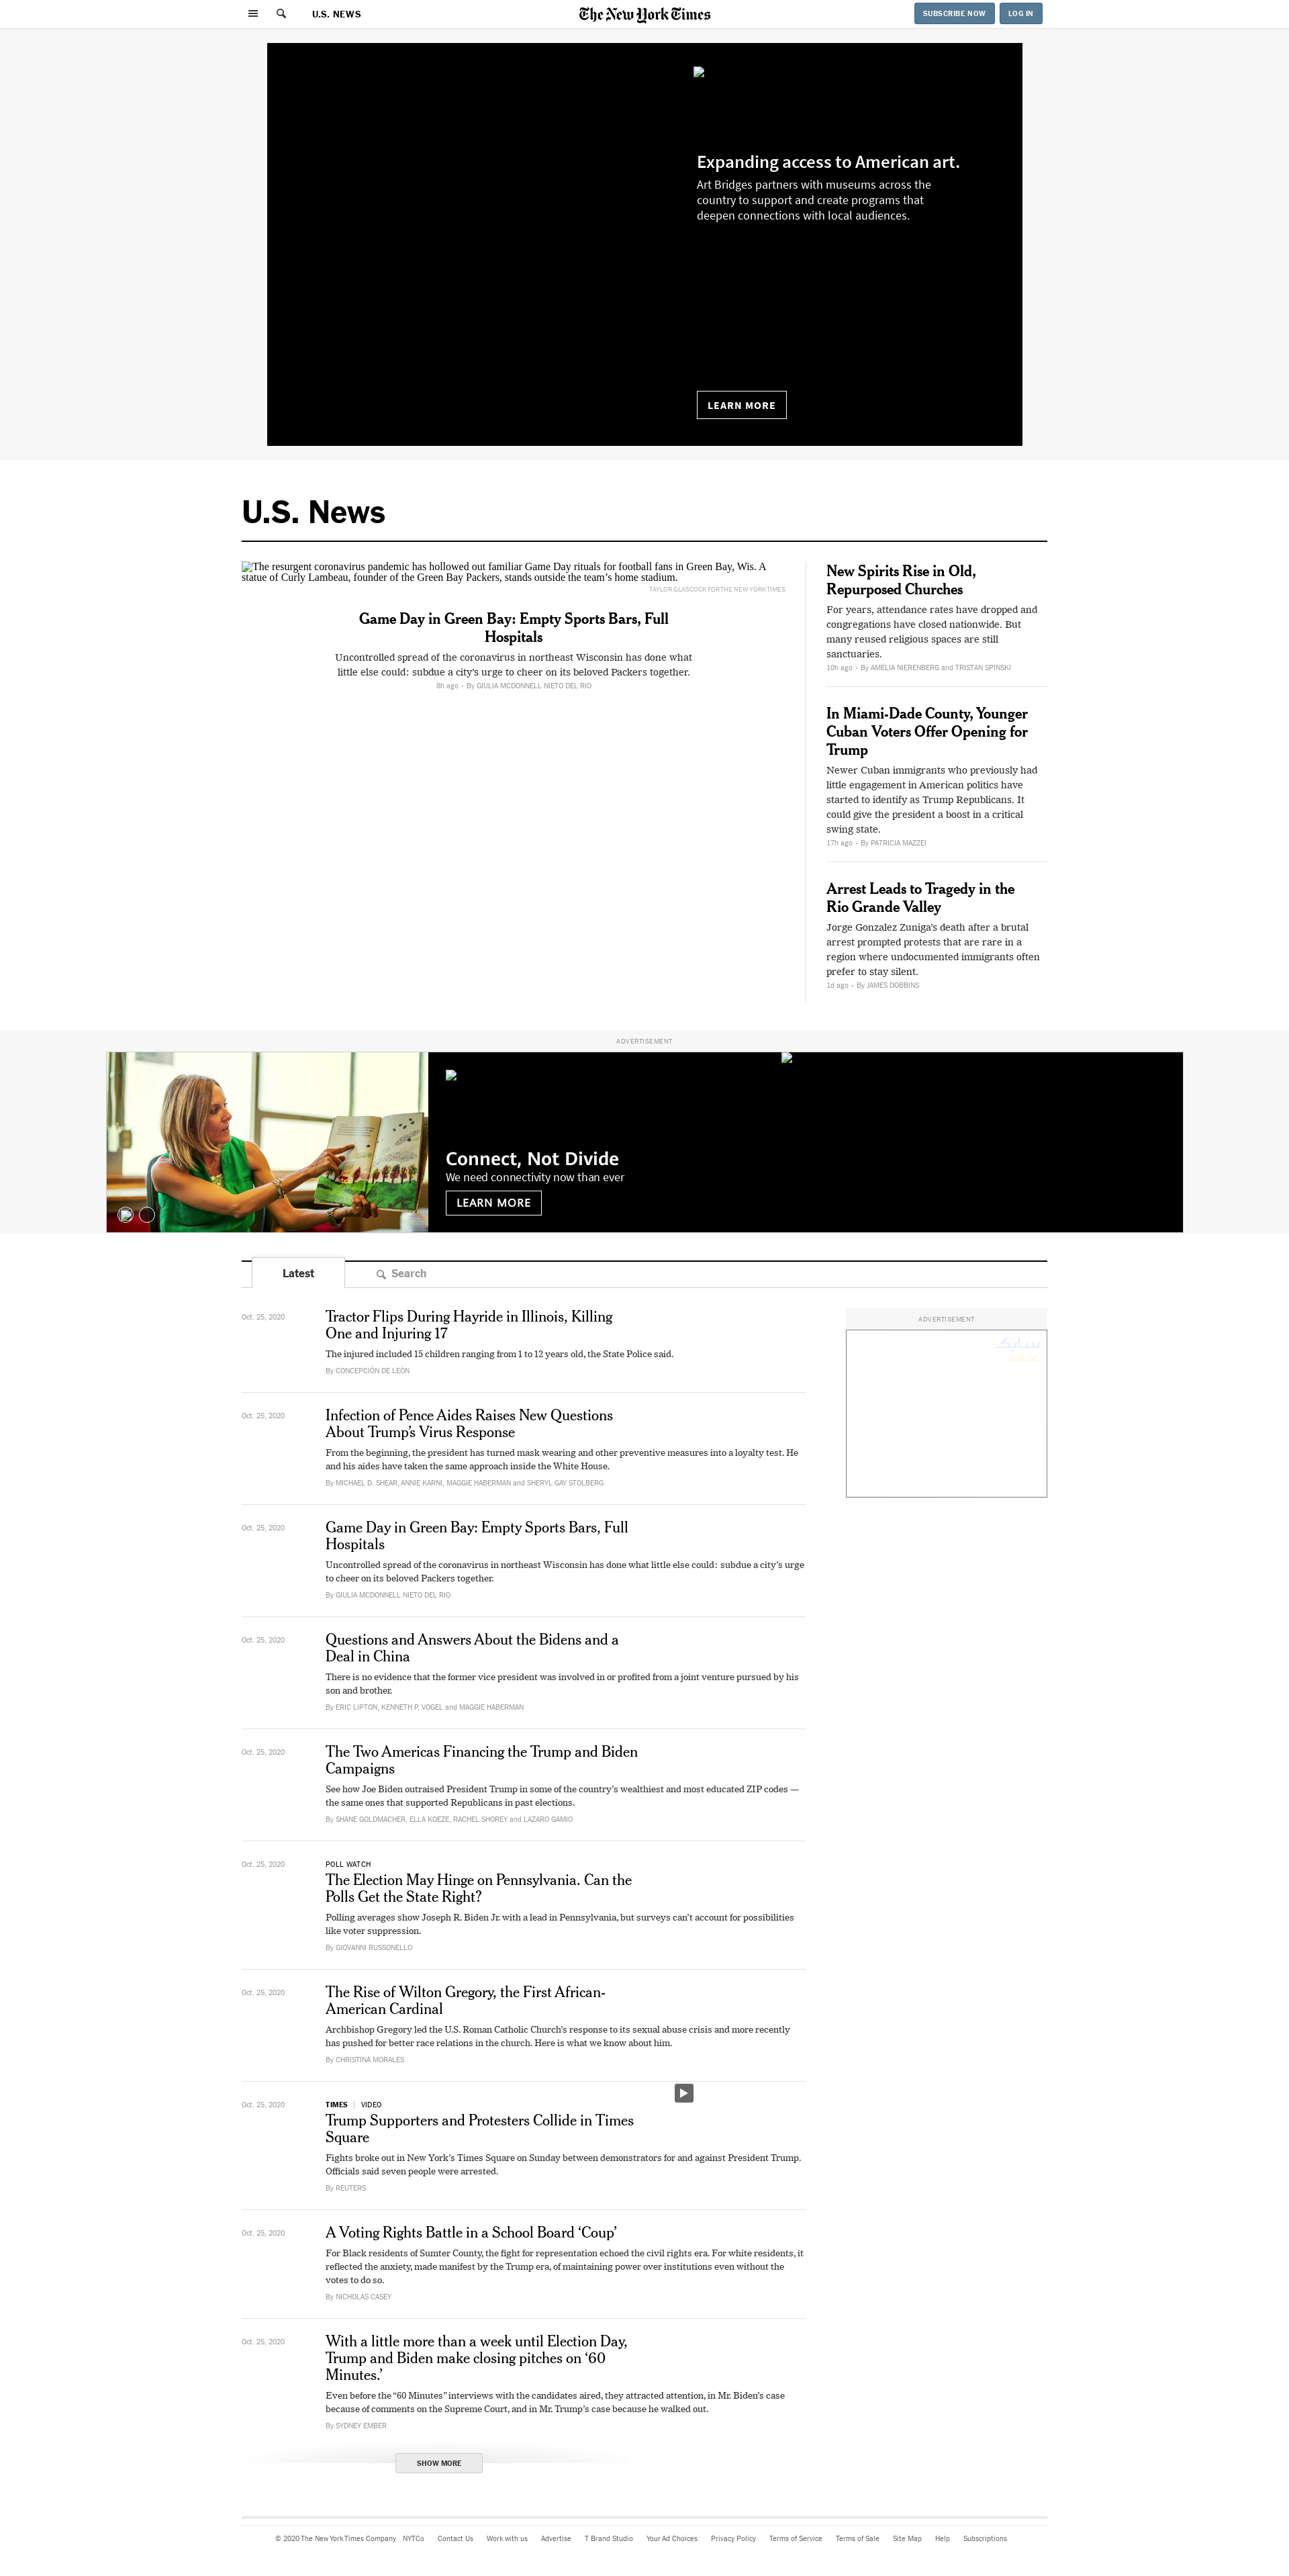 U.S. NEWS
The New York Times
SUBSCRIBE NOW
LOG IN
Expanding access to American art.
Art Bridges partners with museums across the
country to support and create programs that
deepen connections with local audiences.
LEARN MORE
U.S. News
The resurgent coronavirus pandemic has hollowed out familiar Game Day rituals for football fans in Green Bay, Wis. A
statue of Curly Lambeau, founder of the Green Bay Packers, stands outside the team’s home stadium.
TAYLOR GLASCOCK FOR THE NEW YORK TIMES
Game Day in Green Bay: Empty Sports Bars, Full
Hospitals
Uncontrolled spread of the coronavirus in northeast Wisconsin has done what
little else could: subdue a city’s urge to cheer on its beloved Packers together.
8h ago • By GIULIA MCDONNELL NIETO DEL RIO
New Spirits Rise in Old,
Repurposed Churches
For years, attendance rates have dropped and
congregations have closed nationwide. But
many reused religious spaces are still
sanctuaries.
10h ago • By AMELIA NIERENBERG and TRISTAN SPINSKI
In Miami-Dade County, Younger
Cuban Voters Offer Opening for
Trump
Newer Cuban immigrants who previously had
little engagement in American politics have
started to identify as Trump Republicans. It
could give the president a boost in a critical
swing state.
17h ago • By PATRICIA MAZZEI
Arrest Leads to Tragedy in the
Rio Grande Valley
Jorge Gonzalez Zuniga’s death after a brutal
arrest prompted protests that are rare in a
region where undocumented immigrants often
prefer to stay silent.
1d ago • By JAMES DOBBINS
ADVERTISEMENT
Connect, Not Divide
We need connectivity now than ever
LEARN MORE
Latest
Search
Oct. 25, 2020
Tractor Flips During Hayride in Illinois, Killing
One and Injuring 17
The injured included 15 children ranging from 1 to 12 years old, the State Police said.
By CONCEPCIÓN DE LEÓN
ADVERTISEMENT
سابك
Oct. 25, 2020
Infection of Pence Aides Raises New Questions
About Trump’s Virus Response
From the beginning, the president has turned mask wearing and other preventive measures into a loyalty test. He
and his aides have taken the same approach inside the White House.
By MICHAEL D. SHEAR, ANNIE KARNI, MAGGIE HABERMAN and SHERYL GAY STOLBERG
Oct. 25, 2020
Game Day in Green Bay: Empty Sports Bars, Full
Hospitals
Uncontrolled spread of the coronavirus in northeast Wisconsin has done what little else could: subdue a city’s urge
to cheer on its beloved Packers together.
By GIULIA MCDONNELL NIETO DEL RIO
Oct. 25, 2020
Questions and Answers About the Bidens and a
Deal in China
There is no evidence that the former vice president was involved in or profited from a joint venture pursued by his
son and brother.
By ERIC LIPTON, KENNETH P. VOGEL and MAGGIE HABERMAN
Oct. 25, 2020
The Two Americas Financing the Trump and Biden
Campaigns
See how Joe Biden outraised President Trump in some of the country’s wealthiest and most educated ZIP codes —
the same ones that supported Republicans in past elections.
By SHANE GOLDMACHER, ELLA KOEZE, RACHEL SHOREY and LAZARO GAMIO
Oct. 25, 2020
POLL WATCH
The Election May Hinge on Pennsylvania. Can the
Polls Get the State Right?
Polling averages show Joseph R. Biden Jr. with a lead in Pennsylvania, but surveys can’t account for possibilities
like voter suppression.
By GIOVANNI RUSSONELLO
Oct. 25, 2020
The Rise of Wilton Gregory, the First African-
American Cardinal
Archbishop Gregory led the U.S. Roman Catholic Church’s response to its sexual abuse crisis and more recently
has pushed for better race relations in the church. Here is what we know about him.
By CHRISTINA MORALES
Oct. 25, 2020
TIMES | VIDEO
Trump Supporters and Protesters Collide in Times
Square
Fights broke out in New York’s Times Square on Sunday between demonstrators for and against President Trump.
Officials said seven people were arrested.
By REUTERS
Oct. 25, 2020
A Voting Rights Battle in a School Board ‘Coup’
For Black residents of Sumter County, the fight for representation echoed the civil rights era. For white residents, it
reflected the anxiety, made manifest by the Trump era, of maintaining power over institutions even without the
votes to do so.
By NICHOLAS CASEY
Oct. 25, 2020
With a little more than a week until Election Day,
Trump and Biden make closing pitches on ‘60
Minutes.’
Even before the “60 Minutes” interviews with the candidates aired, they attracted attention, in Mr. Biden’s case
because of comments on the Supreme Court, and in Mr. Trump’s case because he walked out.
By SYDNEY EMBER
SHOW MORE
© 2020 The New York Times Company NYTCo Contact Us Work with us Advertise T Brand Studio Your Ad Choices Privacy Policy Terms of Service Terms of Sale Site Map Help Subscriptions